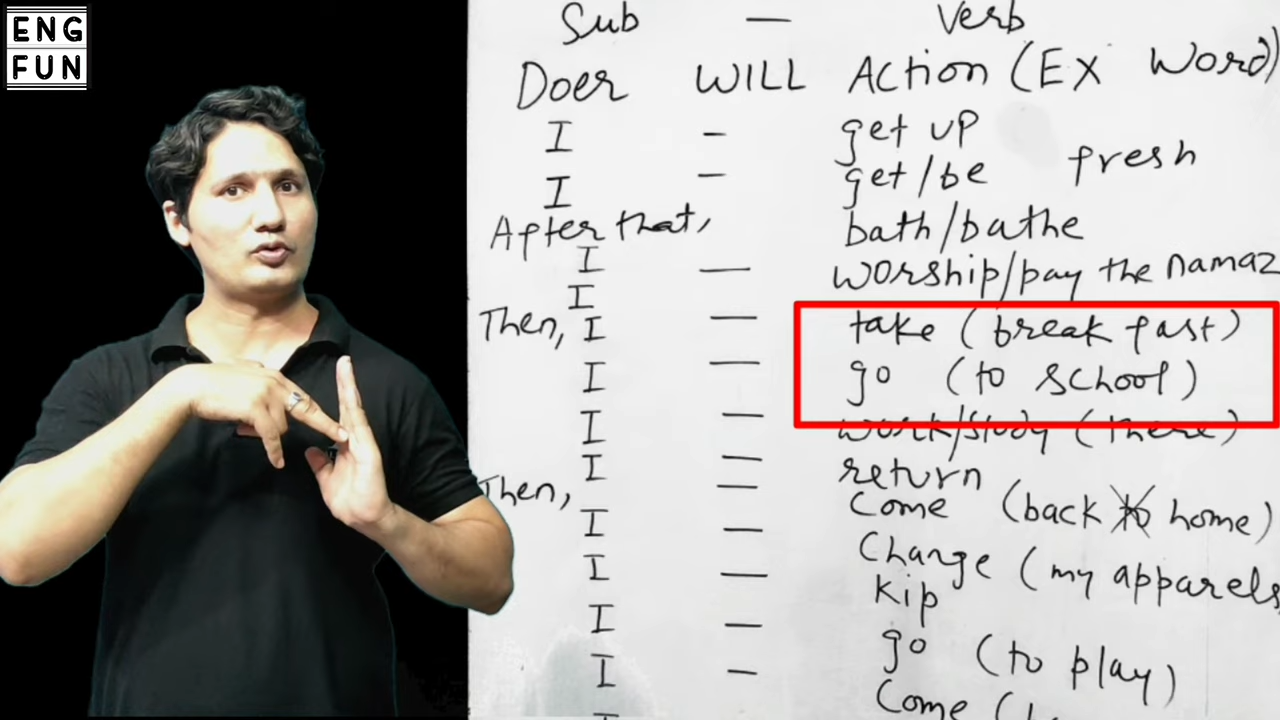 ENG
FUN
Sub — Verb
Doer WILL Action (EX Word)
I - get up
I - get/be fresh
After that, bath/bathe
I — worship/pay the namaz
I
Then, I — take (break fast)
I — go (to school)
I — work/study (there)
I — return
Then, — Come (back to home)
I — Change (my apparels
I — Kip
I — go (to play)
I - Come